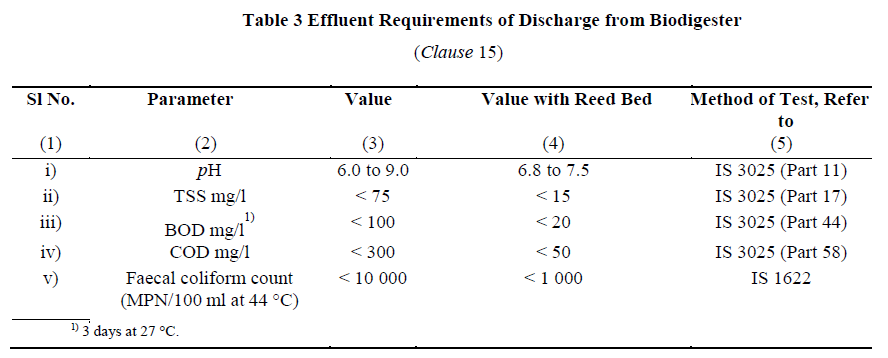 Table 3 Effluent Requirements of Discharge from Biodigester
(Clause 15)
Sl No. Parameter Value Value with Reed Bed Method of Test, Refer
to
(1) (2) (3) (4) (5)
i) pH 6.0 to 9.0 6.8 to 7.5 IS 3025 (Part 11)
ii) TSS mg/l < 75 < 15 IS 3025 (Part 17)
iii) BOD mg/l1) < 100 < 20 IS 3025 (Part 44)
iv) COD mg/l < 300 < 50 IS 3025 (Part 58)
v) Faecal coliform count < 10 000 < 1 000 IS 1622
(MPN/100 ml at 44 °C)
1) 3 days at 27 °C.